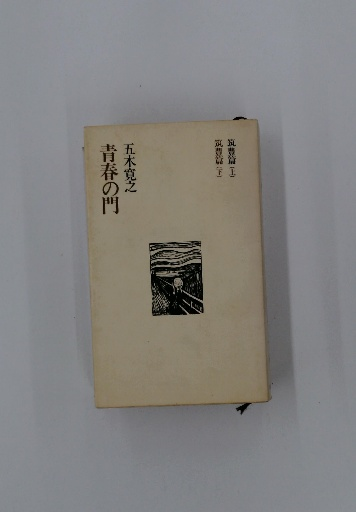 筑豊篇(上)
筑豊篇(下)
五木寛之
青春の門